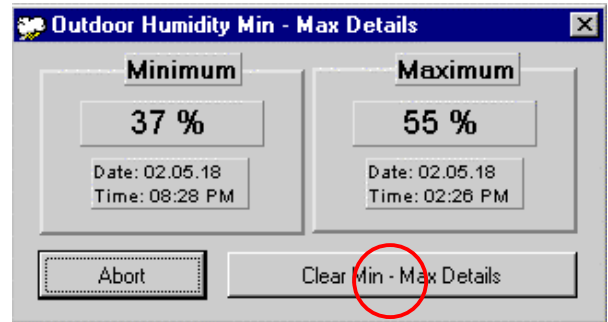 Outdoor Humidity Min - Max Details
Minimum
37 %
Date: 02.05.18
Time: 08:28 PM
Maximum
55 %
Date: 02.05.18
Time: 02:26 PM
Abort
Clear Min - Max Details